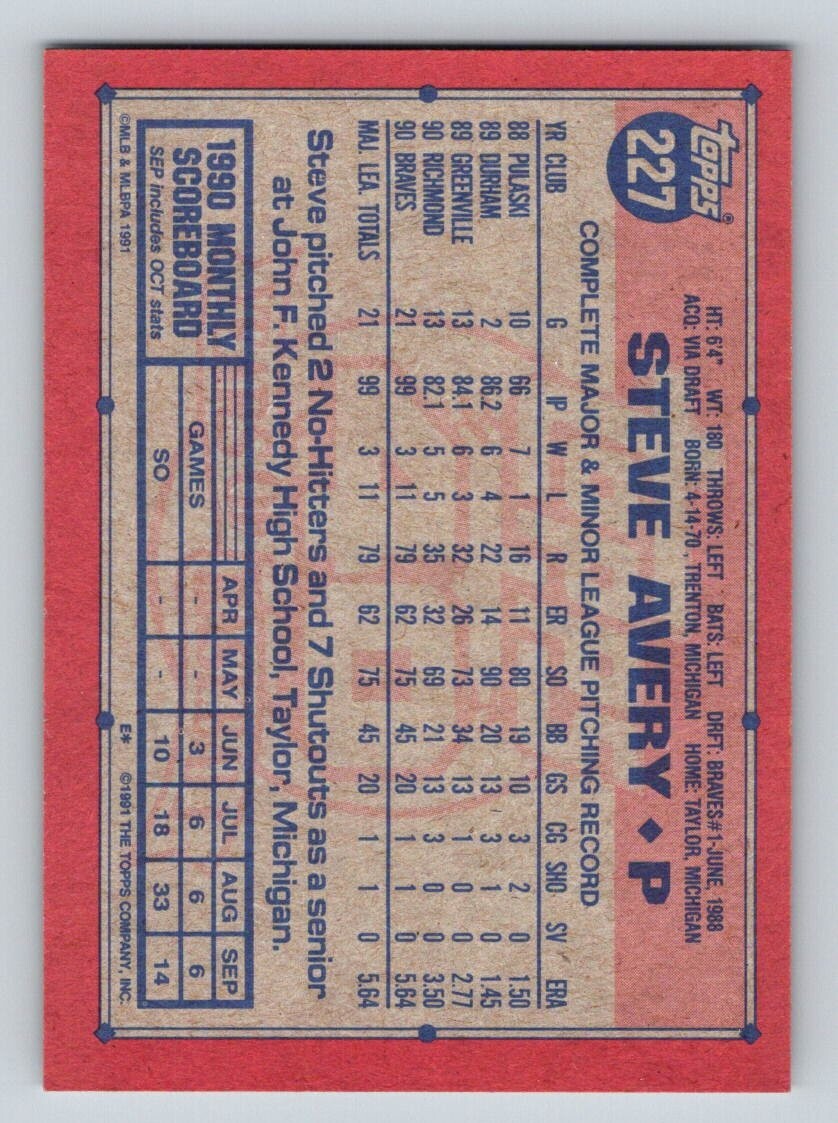 topps®
227
HT: 6'4" WT: 180 THROWS: LEFT BATS: LEFT DRFT: BRAVES #1-JUNE, 1988
ACQ: VIA DRAFT BORN: 4-14-70, TRENTON, MICHIGAN HOME: TAYLOR, MICHIGAN
STEVE AVERY ♦ P
COMPLETE MAJOR & MINOR LEAGUE PITCHING RECORD
YR CLUB G IP W L R ER SO BB GS CG SHO SV ERA
88 PULASKI 10 66 7 1 16 11 80 19 10 3 2 0 1.50
89 DURHAM 2 86.2 6 4 22 14 90 20 13 3 1 0 1.45
89 GREENVILLE 13 84.1 6 3 32 26 73 34 13 1 0 0 2.77
90 RICHMOND 13 82.1 5 5 35 32 69 21 13 3 0 0 3.50
90 BRAVES 21 99 3 11 79 62 75 45 20 1 1 0 5.64
MAJ. LEA. TOTALS 21 99 3 11 79 62 75 45 20 1 1 0 5.64
Steve pitched 2 No-Hitters and 7 Shutouts as a senior
at John F. Kennedy High School, Taylor, Michigan.
1990 MONTHLY
SCOREBOARD
SEP includes OCT stats
APR MAY JUN JUL AUG SEP
GAMES - - 3 6 6 6
SO - - 10 18 33 14
©MLB & MLBPA 1991
E* ©1991 THE TOPPS COMPANY, INC.